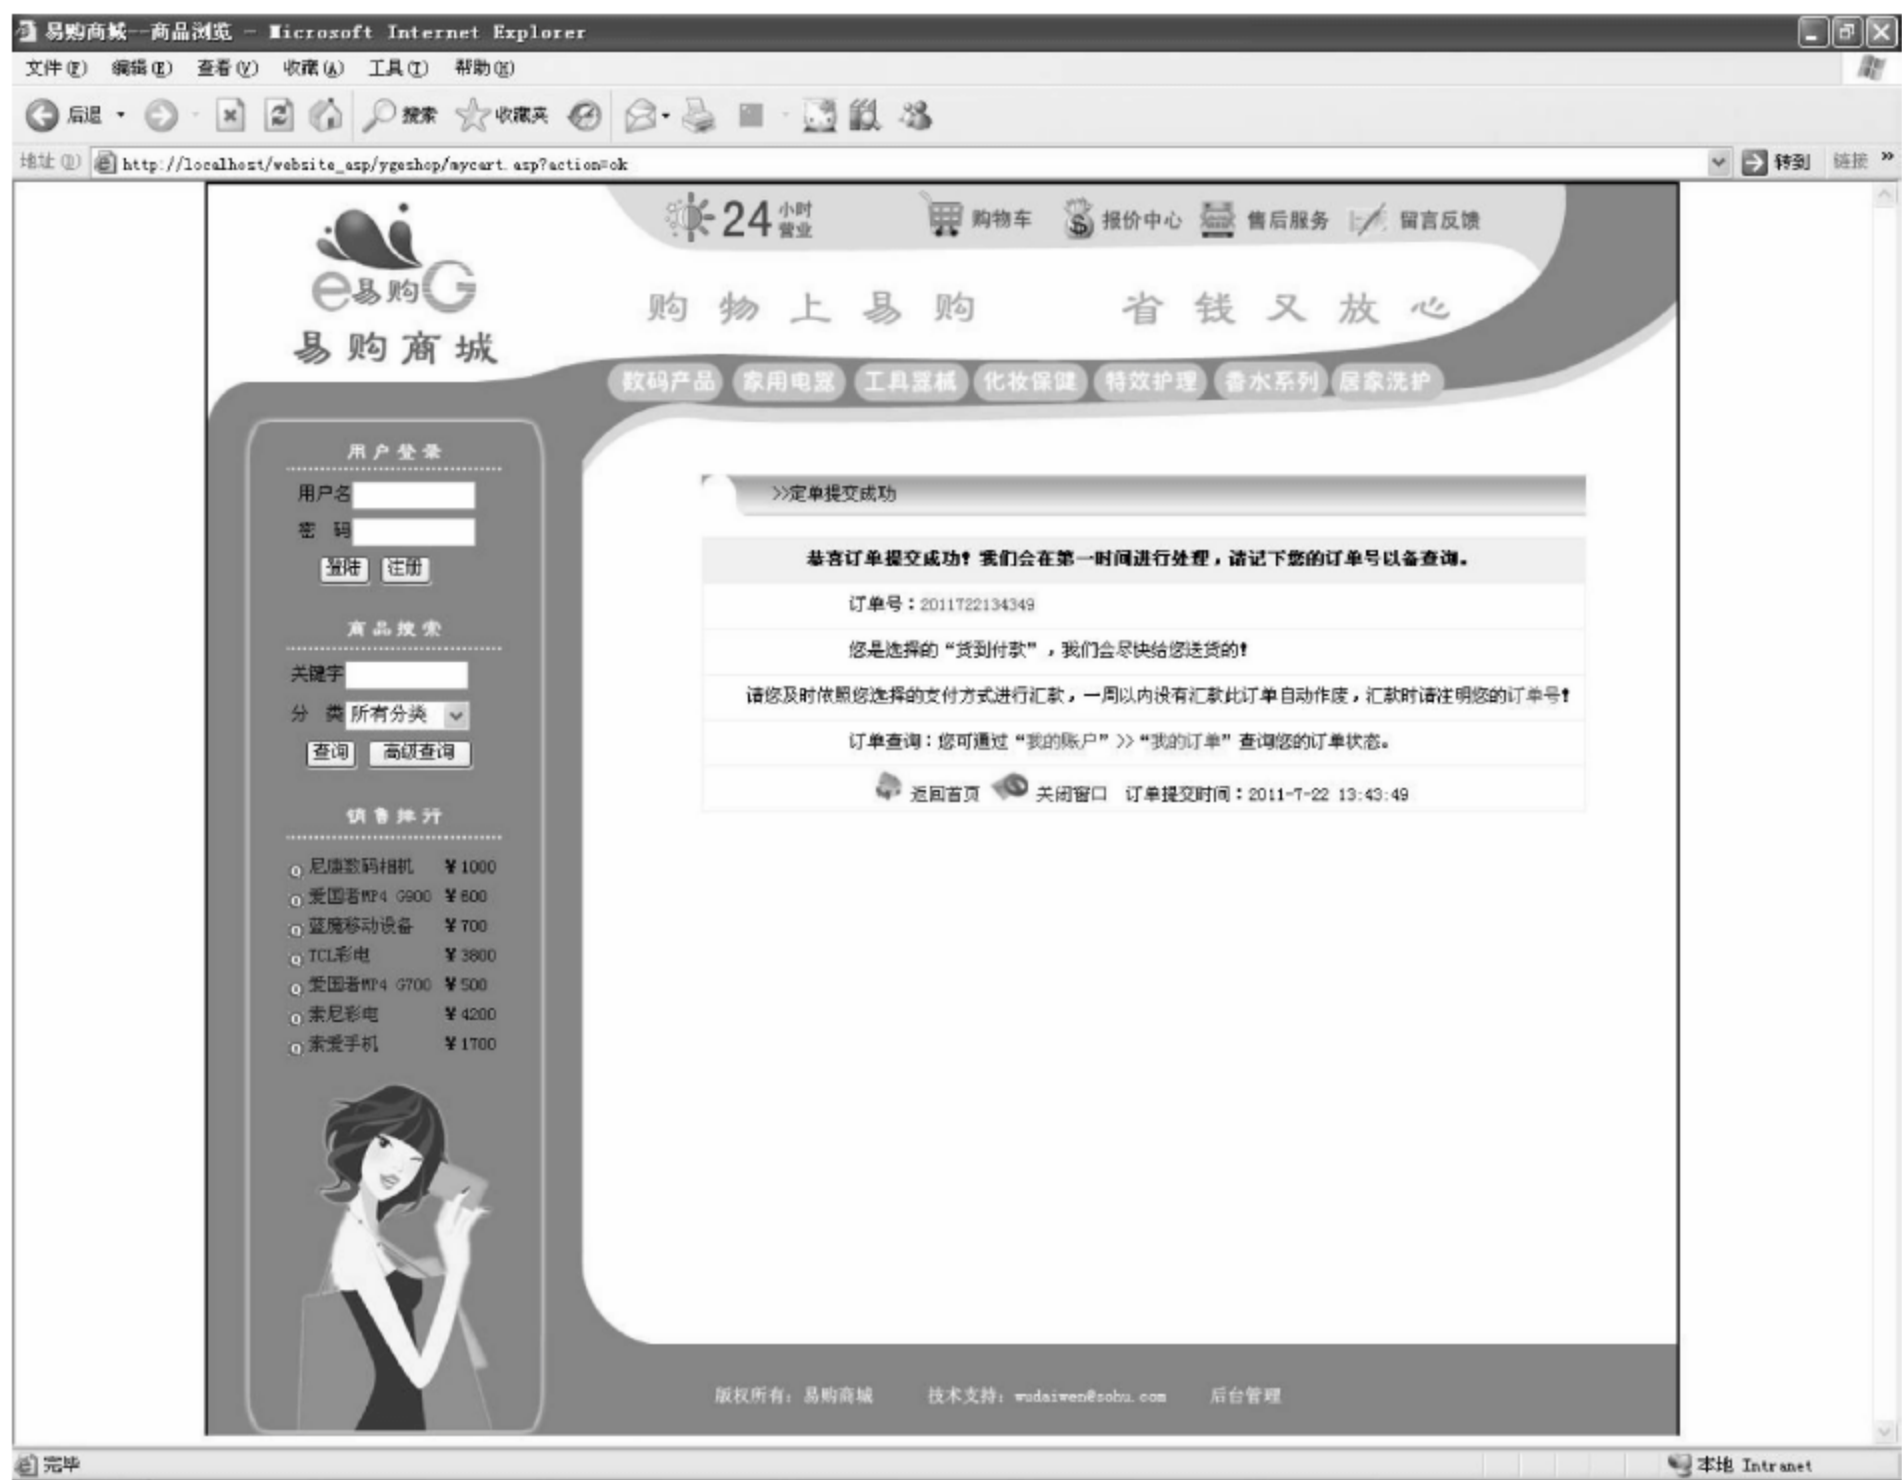 易购商城--商品浏览 - Microsoft Internet Explorer
文件(F) 编辑(E) 查看(V) 收藏(A) 工具(T) 帮助(H)
后退 搜索 收藏夹
地址(D) http://localhost/website_asp/ygeshop/mycart.asp?action=ok 转到 链接 »
24 小时营业 购物车 报价中心 售后服务 留言反馈
e易购G
易购商城
购物上易购 省钱又放心
数码产品 家用电器 工具器械 化妆保健 特效护理 香水系列 居家洗护
用户登录
用户名
密 码
登陆 注册
商品搜索
关键字
分 类 所有分类
查询 高级查询
销售排行
尼康数码相机 ¥1000
爱国者MP4 G900 ¥600
蓝魔移动设备 ¥700
TCL彩电 ¥3800
爱国者MP4 G700 ¥500
索尼彩电 ¥4200
索爱手机 ¥1700
>>定单提交成功
恭喜订单提交成功！我们会在第一时间进行处理，请记下您的订单号以备查询。
订单号：2011722134349
您是选择的“货到付款”，我们会尽快给您送货的！
请您及时依照您选择的支付方式进行汇款，一周以内没有汇款此订单自动作废，汇款时请注明您的订单号！
订单查询：您可通过“我的账户”>>“我的订单”查询您的订单状态。
返回首页 关闭窗口 订单提交时间：2011-7-22 13:43:49
版权所有：易购商城 技术支持：wudaiwen@sohu.com 后台管理
完毕 本地 Intranet